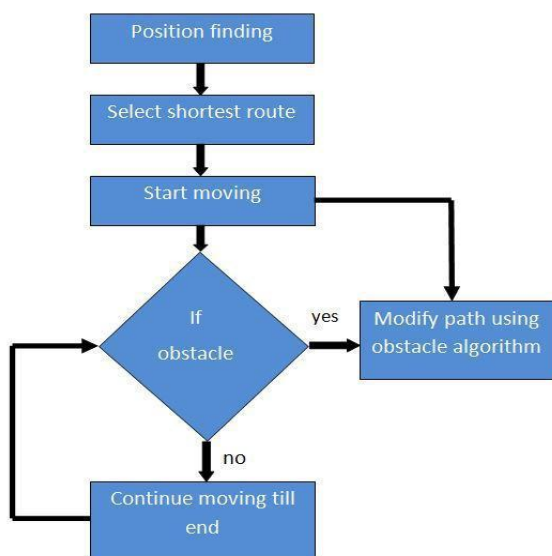 Position finding
Select shortest route
Start moving
If
obstacle
yes
Modify path using
obstacle algorithm
no
Continue moving till
end